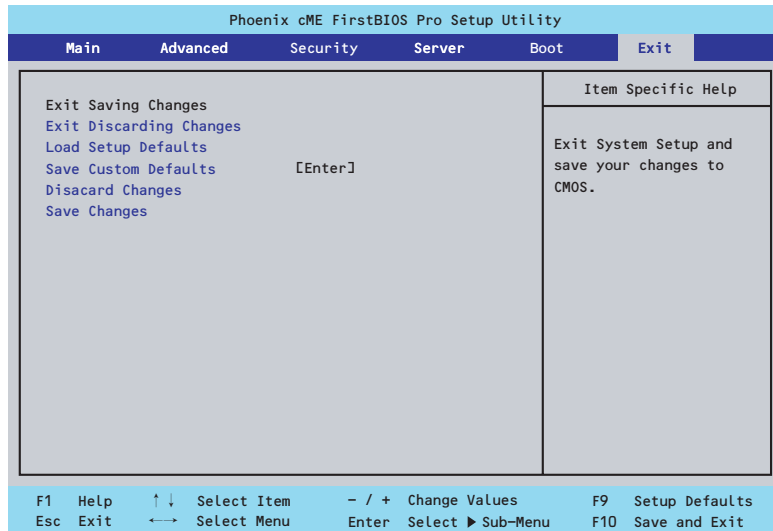 Phoenix cME FirstBIOS Pro Setup Utility
Main Advanced Security Server Boot Exit
Item Specific Help
Exit Saving Changes
Exit Discarding Changes
Load Setup Defaults
Save Custom Defaults [Enter]
Disacard Changes
Save Changes
Exit System Setup and
save your changes to
CMOS.
F1 Help ↑↓ Select Item - / + Change Values F9 Setup Defaults
Esc Exit ←→ Select Menu Enter Select ▶ Sub-Menu F10 Save and Exit